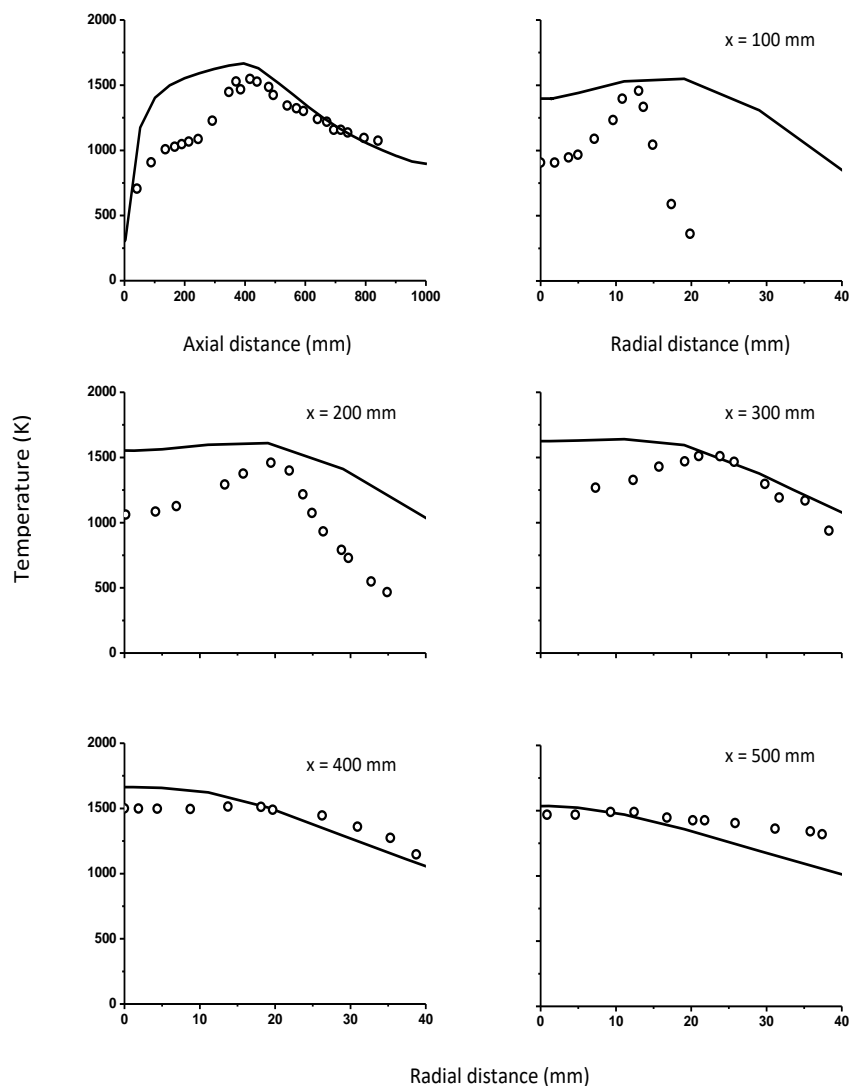 2000
x = 100 mm
1500
1000
500
0
0 200 400 600 800 1000
0 10 20 30 40
Axial distance (mm)
Radial distance (mm)
Temperature (K)
2000
x = 200 mm
x = 300 mm
1500
1000
500
0
2000
x = 400 mm
x = 500 mm
1500
1000
500
0
0 10 20 30 40
0 10 20 30 40
Radial distance (mm)